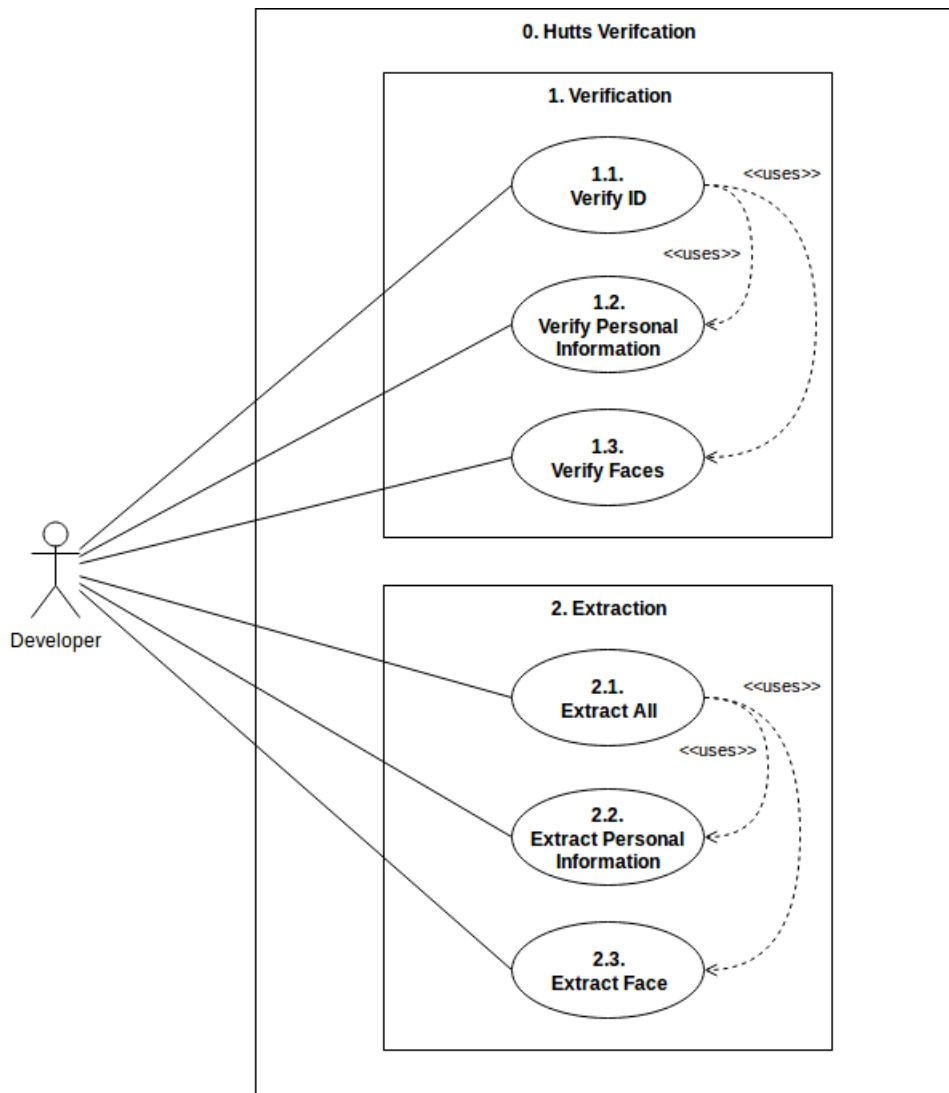 0. Hutts Verifcation
1. Verification
1.1.
Verify ID
<<uses>>
<<uses>>
1.2.
Verify Personal
Information
1.3.
Verify Faces
Developer
2. Extraction
2.1.
Extract All
<<uses>>
<<uses>>
2.2.
Extract Personal
Information
2.3.
Extract Face